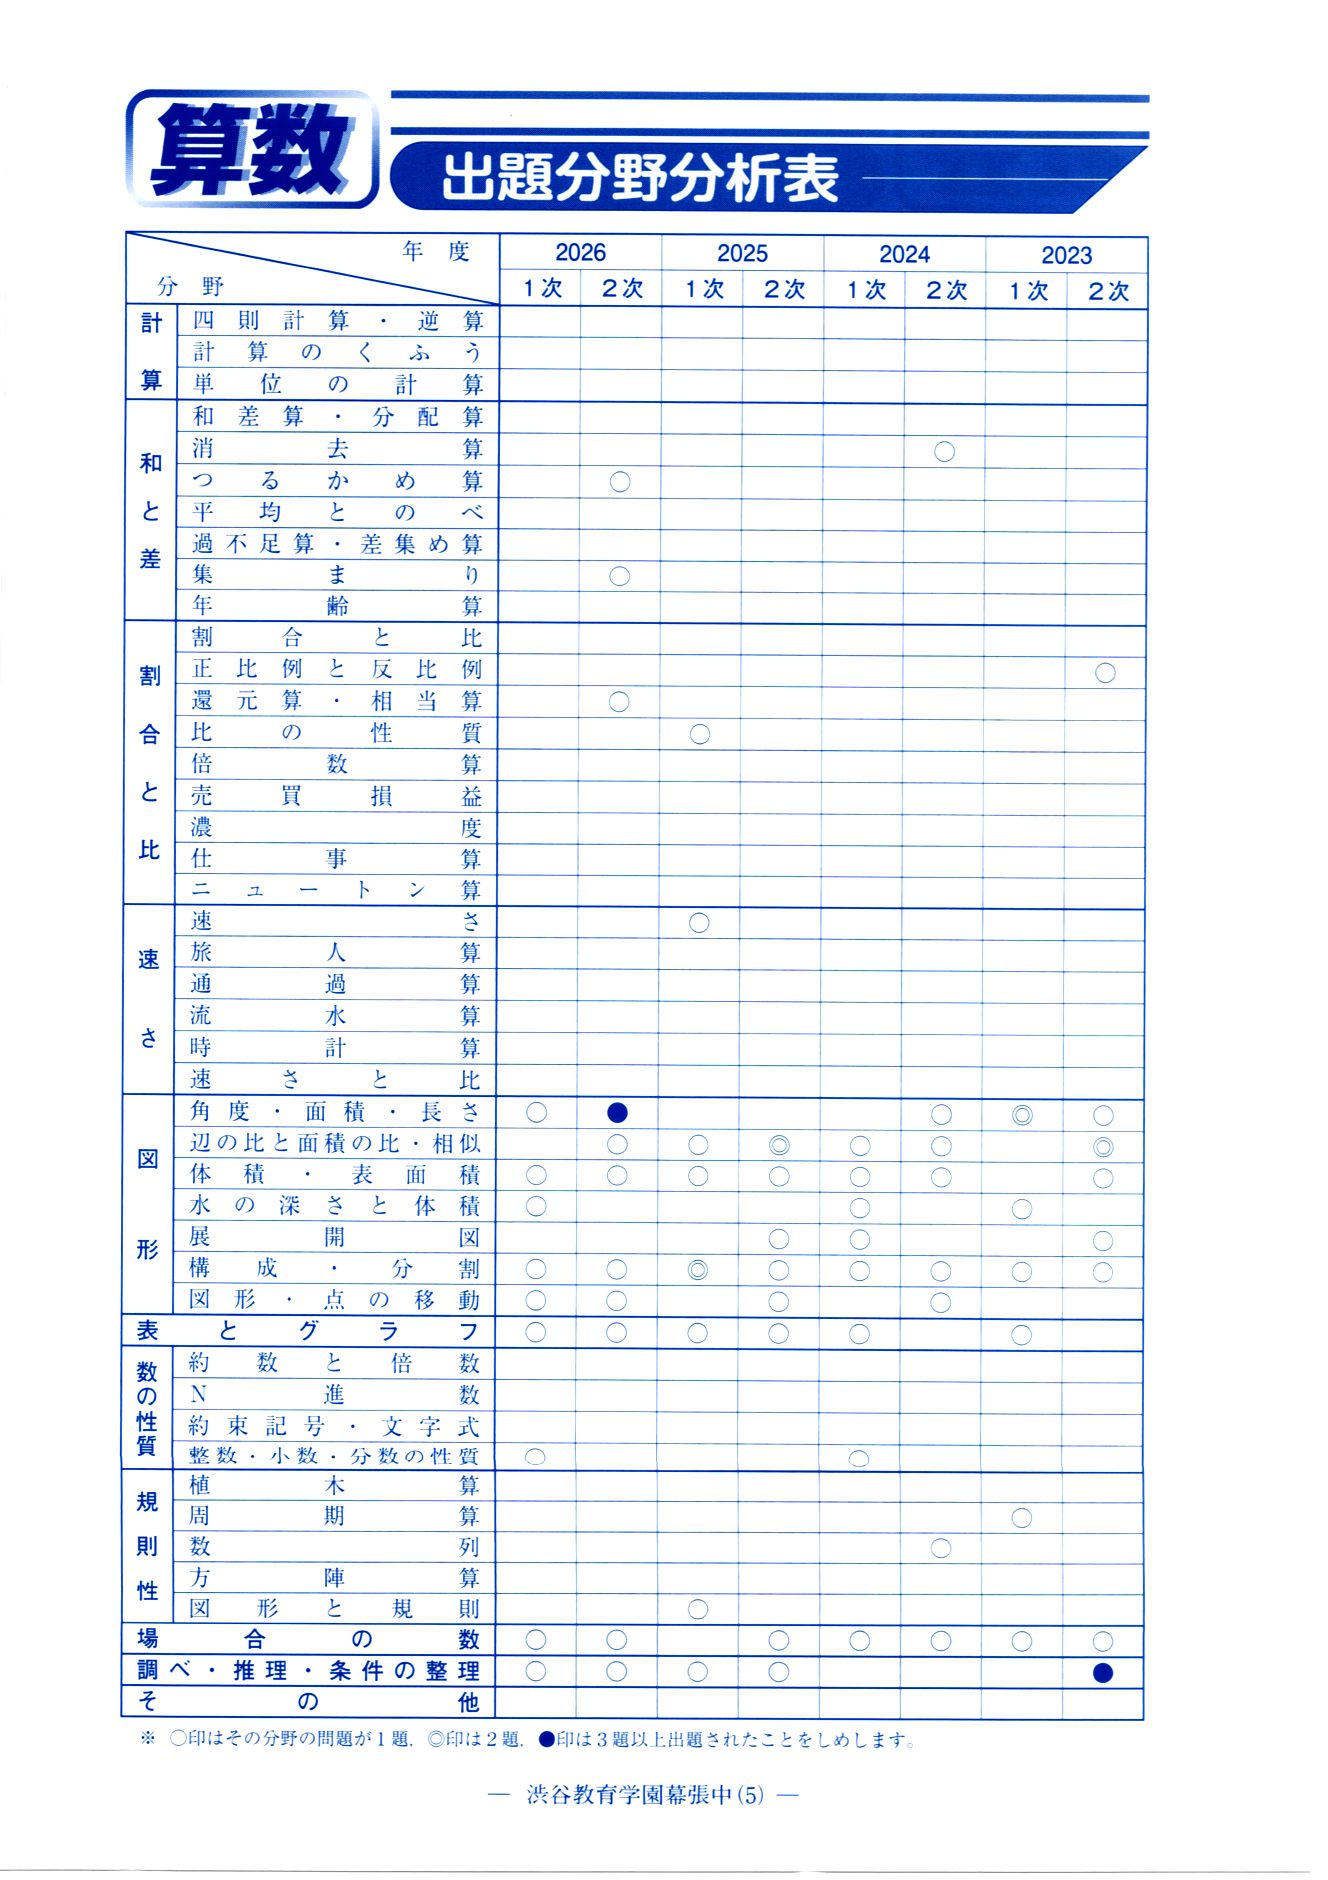 算数
出題分野分析表
年度 2026 2025 2024 2023
分野 1次 2次 1次 2次 1次 2次 1次 2次
計算
四則計算・逆算
計算のくふう
単位の計算
和と差
和差算・分配算
消去算 ○
つるかめ算 ○
平均とのべ
過不足算・差集め算
集まり ○
年齢算
割合と比
割合と比
正比例と反比例 ○
還元算・相当算 ○
比の性質 ○
倍数算
売買損益
濃度
仕事算
ニュートン算
速さ
速さ ○
旅人算
通過算
流水算
時計算
速さと比
図形
角度・面積・長さ ○ ● ○ ◎ ○
辺の比と面積の比・相似 ○ ○ ◎ ○ ○ ◎
体積・表面積 ○ ○ ○ ○ ○ ○ ○
水の深さと体積 ○ ○ ○
展開図 ○ ○ ○
構成・分割 ○ ○ ◎ ○ ○ ○ ○ ○
図形・点の移動 ○ ○ ○ ○
表とグラフ ○ ○ ○ ○ ○ ○
数の性質
約数と倍数
N進数
約束記号・文字式
整数・小数・分数の性質 ○ ○
規則性
植木算
周期算 ○
数列 ○
方陣算
図形と規則 ○
場合の数 ○ ○ ○ ○ ○ ○ ○
調べ・推理・条件の整理 ○ ○ ○ ○ ●
その他
※ ○印はその分野の問題が1題，◎印は2題，●印は3題以上出題されたことをしめします。
— 渋谷教育学園幕張中(5) —